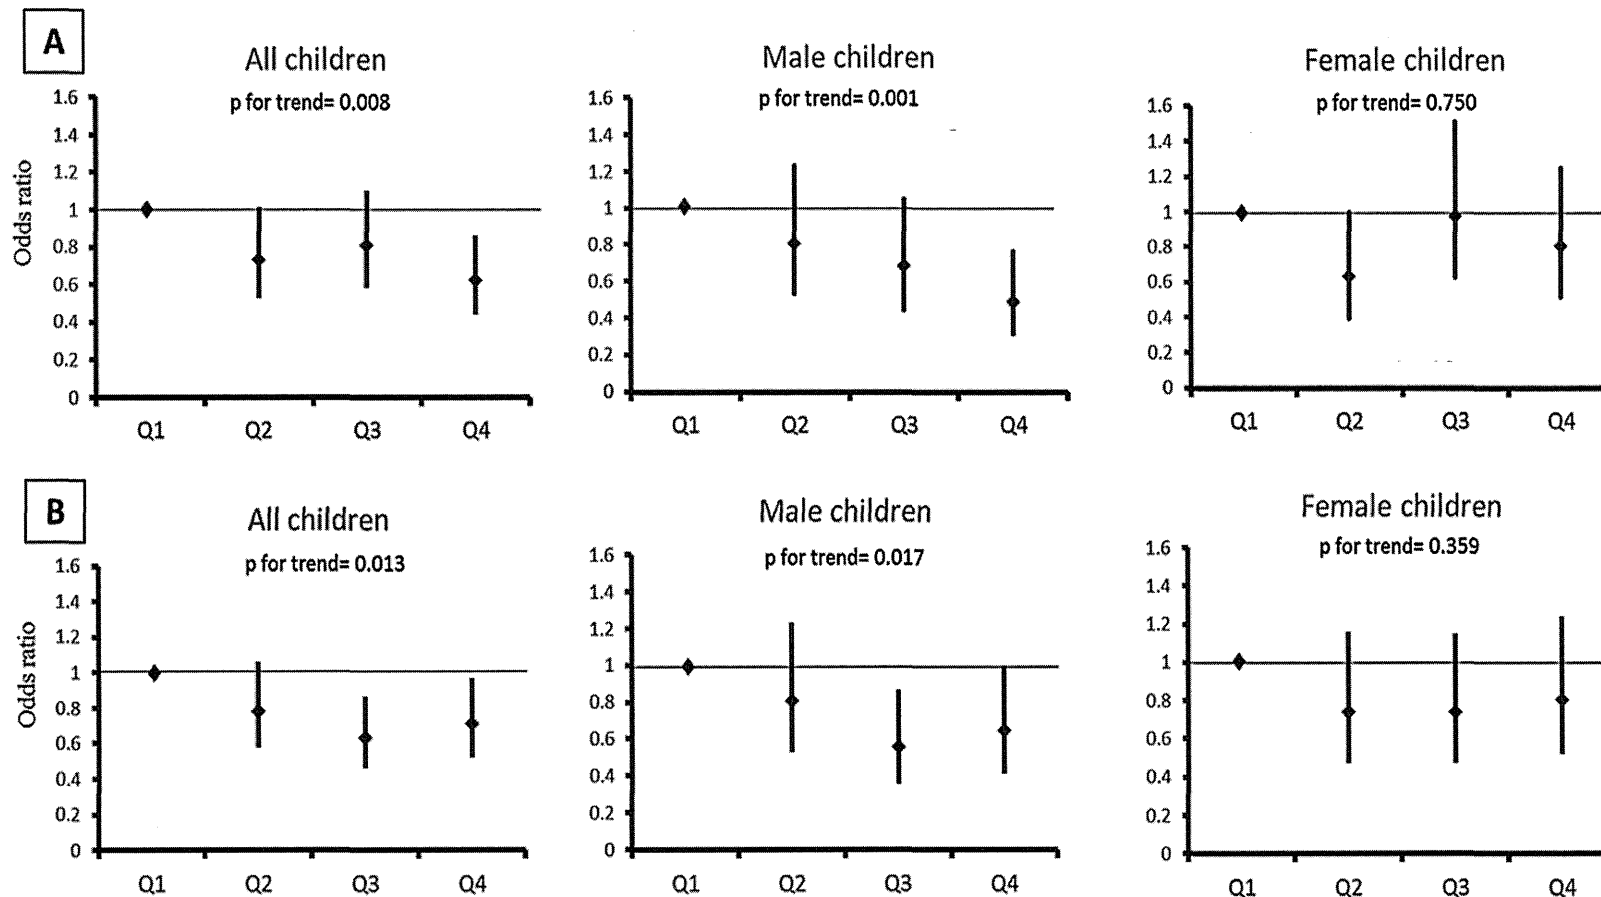 A
All children
p for trend= 0.008
1.6
1.4
1.2
1
0.8
0.6
0.4
0.2
0
Odds ratio
Q1 Q2 Q3 Q4
Male children
p for trend= 0.001
1.6
1.4
1.2
1
0.8
0.6
0.4
0.2
0
Q1 Q2 Q3 Q4
Female children
p for trend= 0.750
1.6
1.4
1.2
1
0.8
0.6
0.4
0.2
0
Q1 Q2 Q3 Q4
B
All children
p for trend= 0.013
1.6
1.4
1.2
1
0.8
0.6
0.4
0.2
0
Odds ratio
Q1 Q2 Q3 Q4
Male children
p for trend= 0.017
1.6
1.4
1.2
1
0.8
0.6
0.4
0.2
0
Q1 Q2 Q3 Q4
Female children
p for trend= 0.359
1.6
1.4
1.2
1
0.8
0.6
0.4
0.2
0
Q1 Q2 Q3 Q4